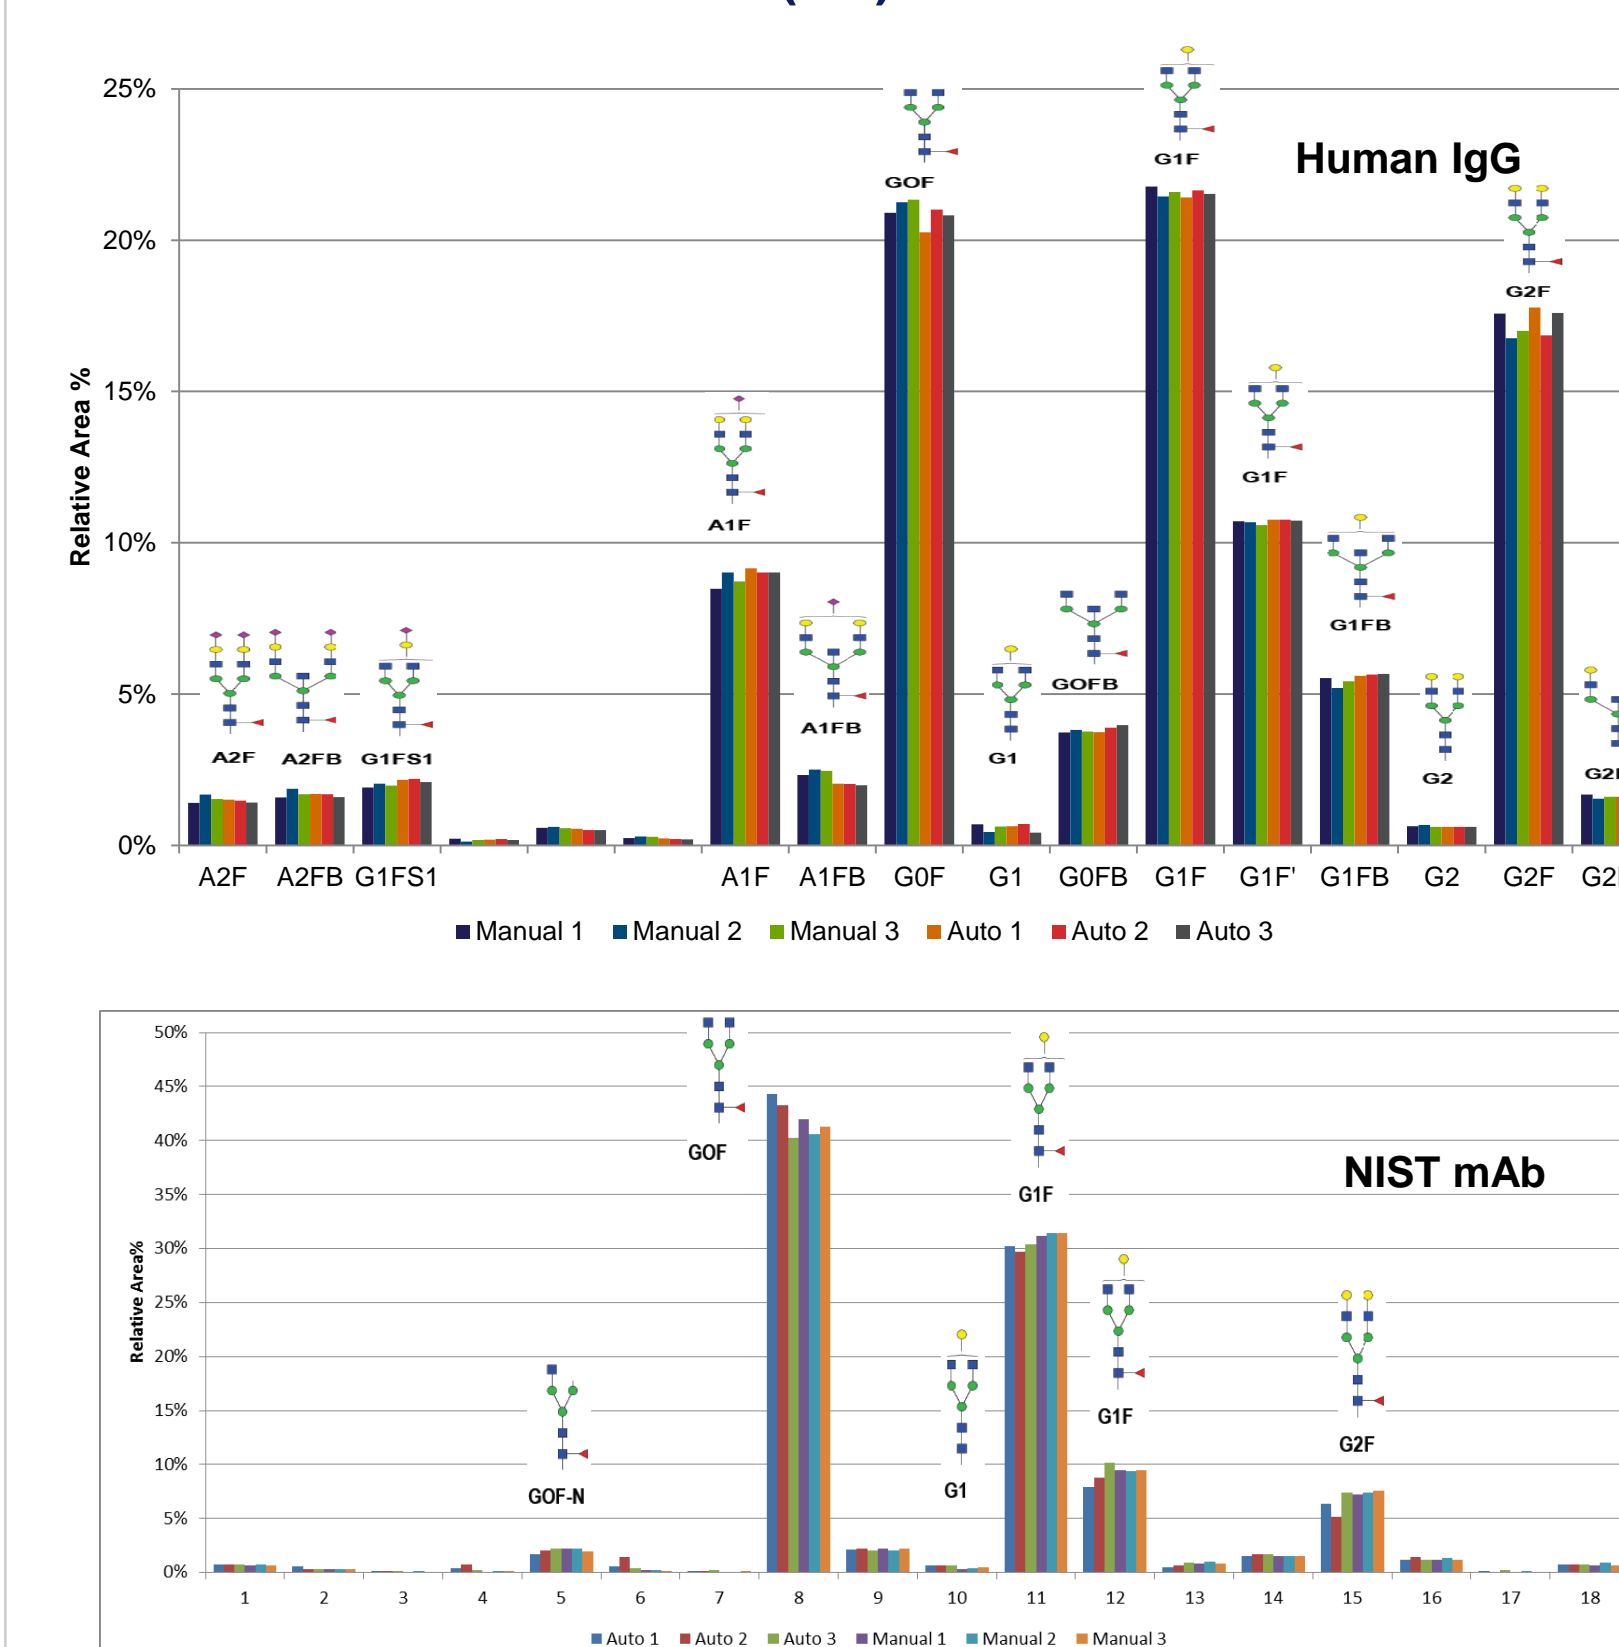 25%
GOF
G1F
Human IgG
20%
G2F
15%
Relative Area %
A1F
G1F
10%
G1FB
GOFB
5%
A2F A2FB G1FS1
A1FB
G1
G2
0%
A2F A2FB G1FS1 A1F A1FB G0F G1 G0FB G1F G1F' G1FB G2 G2F
Manual 1 Manual 2 Manual 3 Auto 1 Auto 2 Auto 3
50%
45%
40%
GOF
35%
G1F
NIST mAb
30%
Relative Area%
25%
20%
15%
G1F
G2F
10%
GOF-N
G1
5%
0%
1 2 3 4 5 6 7 8 9 10 11 12 13 14 15 16 17 18
Auto 1 Auto 2 Auto 3 Manual 1 Manual 2 Manual 3